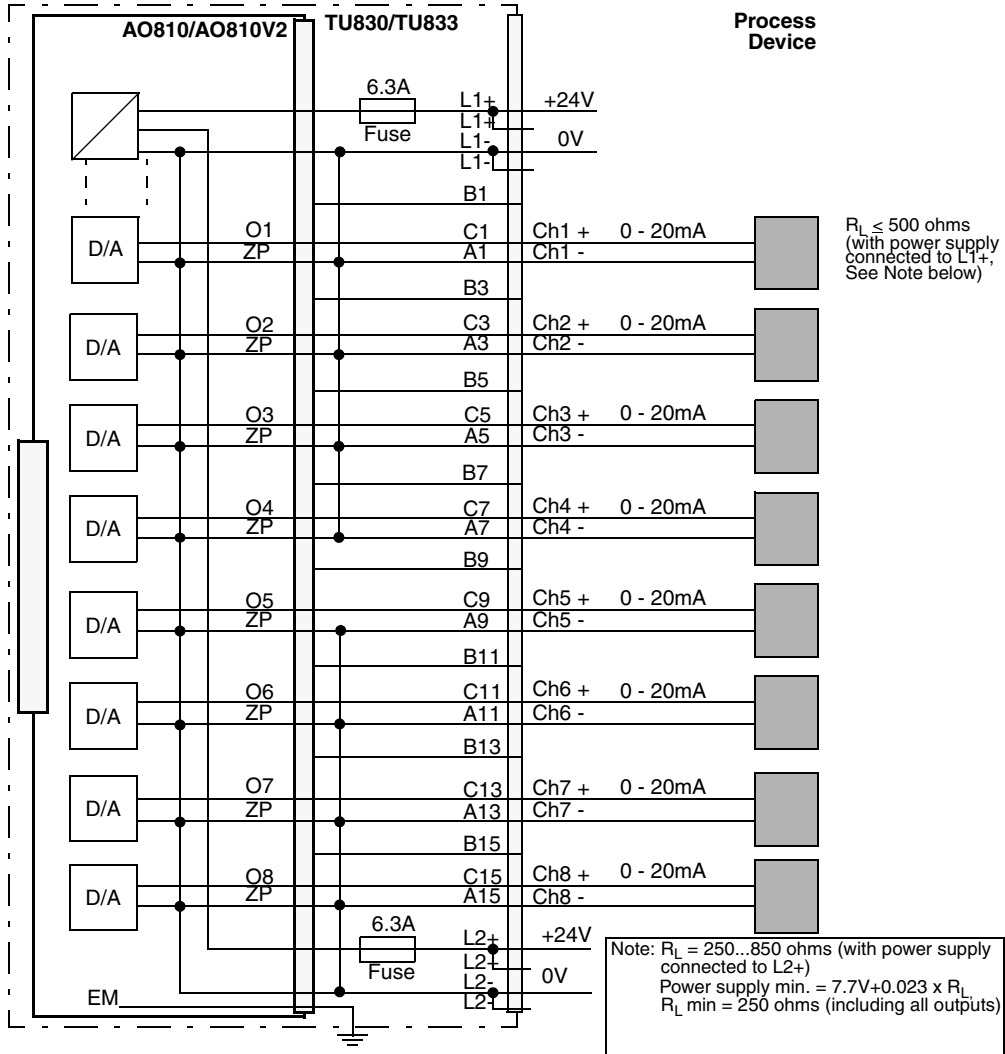 AO810/AO810V2 TU830/TU833 Process
Device
6.3A
Fuse
L1+ +24V
L1+
L1- 0V
L1-
B1
D/A O1 C1 Ch1 + 0 - 20mA
ZP A1 Ch1 -
RL ≤ 500 ohms
(with power supply
connected to L1+,
See Note below)
B3
D/A O2 C3 Ch2 + 0 - 20mA
ZP A3 Ch2 -
B5
D/A O3 C5 Ch3 + 0 - 20mA
ZP A5 Ch3 -
B7
D/A O4 C7 Ch4 + 0 - 20mA
ZP A7 Ch4 -
B9
D/A O5 C9 Ch5 + 0 - 20mA
ZP A9 Ch5 -
B11
D/A O6 C11 Ch6 + 0 - 20mA
ZP A11 Ch6 -
B13
D/A O7 C13 Ch7 + 0 - 20mA
ZP A13 Ch7 -
B15
D/A O8 C15 Ch8 + 0 - 20mA
ZP A15 Ch8 -
6.3A
Fuse
L2+ +24V
L2+
L2- 0V
L2-
EM
Note: RL = 250...850 ohms (with power supply
connected to L2+)
Power supply min. = 7.7V+0.023 x RL,
RL min = 250 ohms (including all outputs)